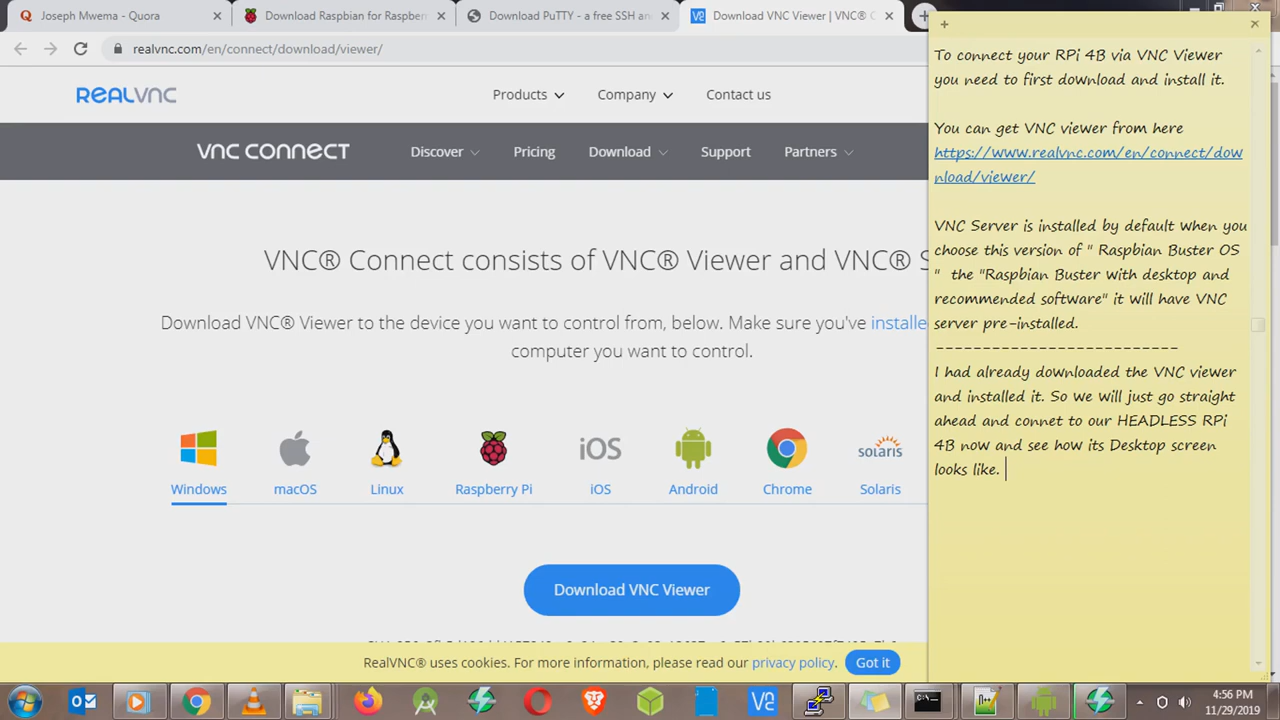 Joseph Mwema - Quora
Download Raspbian for Raspber
Download PuTTY - a free SSH an
Download VNC Viewer | VNC® C
realvnc.com/en/connect/download/viewer/
REALVNC
Products
Company
Contact us
VNC CONNECT
Discover
Pricing
Download
Support
Partners
VNC® Connect consists of VNC® Viewer and VNC® S
Download VNC® Viewer to the device you want to control from, below. Make sure you've installe
computer you want to control.
iOS
solaris
Windows
macOS
Linux
Raspberry Pi
iOS
Android
Chrome
Solaris
Download VNC Viewer
RealVNC® uses cookies. For more information, please read our privacy policy.
Got it
To connect your RPi 4B via VNC Viewer
you need to first download and install it.
You can get VNC viewer from here
https://www.realvnc.com/en/connect/dow
nload/viewer/
VNC Server is installed by default when you
choose this version of " Raspbian Buster OS
" the "Raspbian Buster with desktop and
recommended software" it will have VNC
server pre-installed.
--------------------------
I had already downloaded the VNC viewer
and installed it. So we will just go straight
ahead and connet to our HEADLESS RPi
4B now and see how its Desktop screen
looks like.
4:56 PM
11/29/2019